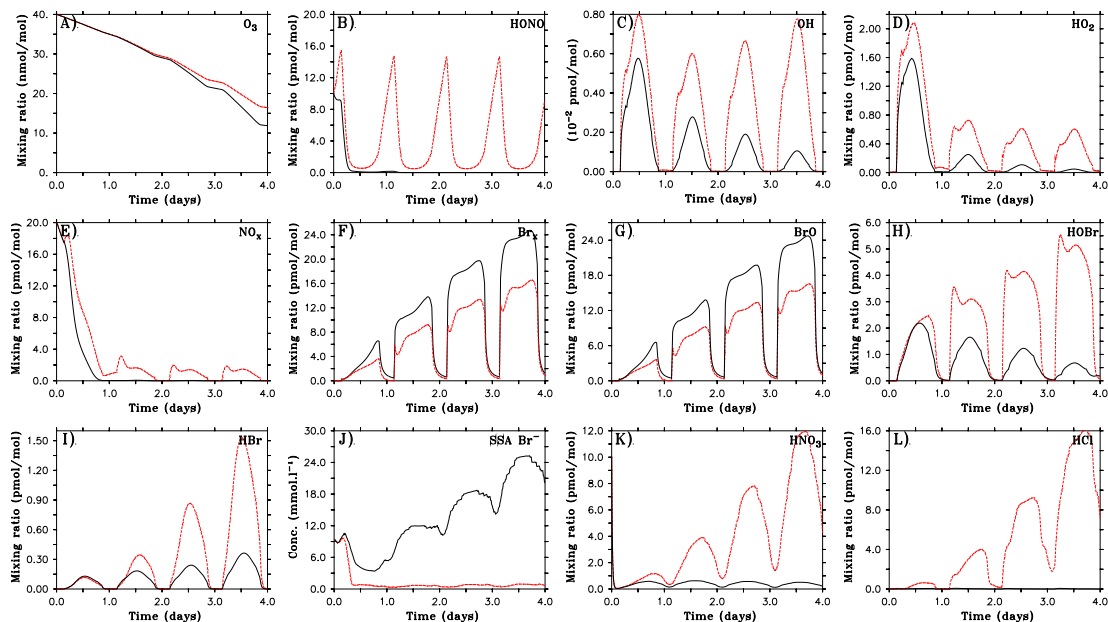 A) O₃
Mixing ratio (nmol/mol)
40.
30.
20.
10.
0.0
0.0 1.0 2.0 3.0 4.0
Time (days)
B) HONO
Mixing ratio (pmol/mol)
20.0
16.0
12.0
8.0
4.0
0.0
0.0 1.0 2.0 3.0 4.0
Time (days)
C) OH
(10⁻² pmol/mol)
0.80
0.60
0.40
0.20
0.0
0.0 1.0 2.0 3.0 4.0
Time (days)
D) HO₂
Mixing ratio (pmol/mol)
2.00
1.60
1.20
0.80
0.40
0.0
0.0 1.0 2.0 3.0 4.0
Time (days)
E) NOₓ
Mixing ratio (pmol/mol)
20.0
16.0
12.0
8.0
4.0
0.0
0.0 1.0 2.0 3.0 4.0
Time (days)
F) Brₓ
Mixing ratio (pmol/mol)
24.0
20.0
16.0
12.0
8.0
4.0
0.0
0.0 1.0 2.0 3.0 4.0
Time (days)
G) BrO
Mixing ratio (pmol/mol)
24.0
18.0
12.0
6.0
0.0
0.0 1.0 2.0 3.0 4.0
Time (days)
H) HOBr
Mixing ratio (pmol/mol)
6.0
5.0
4.0
3.0
2.0
1.0
0.0
0.0 1.0 2.0 3.0 4.0
Time (days)
I) HBr
Mixing ratio (pmol/mol)
1.50
1.20
0.90
0.60
0.30
0.0
0.0 1.0 2.0 3.0 4.0
Time (days)
J) SSA Br⁻
Conc. (mmol.l⁻¹)
30.0
24.0
18.0
12.0
6.0
0.0
0.0 1.0 2.0 3.0 4.0
Time (days)
K) HNO₃
Mixing ratio (pmol/mol)
12.0
10.0
8.0
6.0
4.0
2.0
0.0
0.0 1.0 2.0 3.0 4.0
Time (days)
L) HCl
Mixing ratio (pmol/mol)
16.0
12.0
8.0
4.0
0.0
0.0 1.0 2.0 3.0 4.0
Time (days)